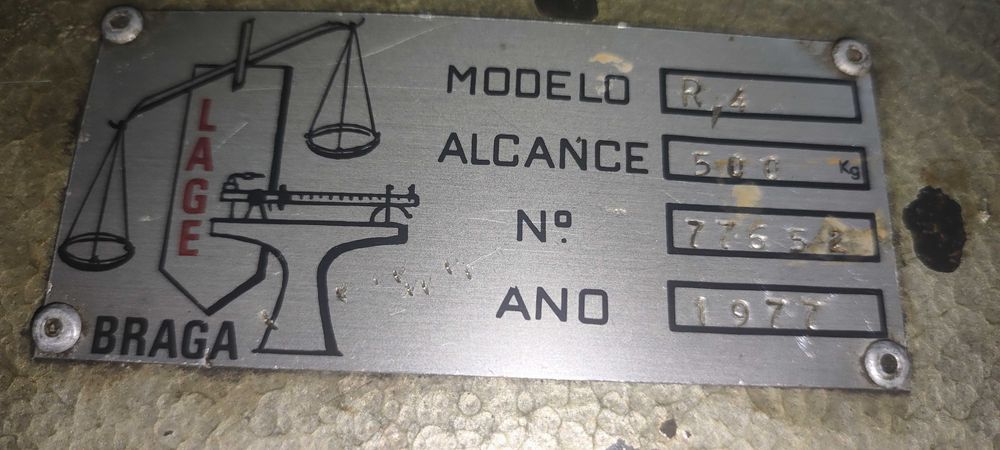 LAGE
BRAGA
MODELO R,4
ALCANCE 500 Kg
Nº 77652
ANO 1977